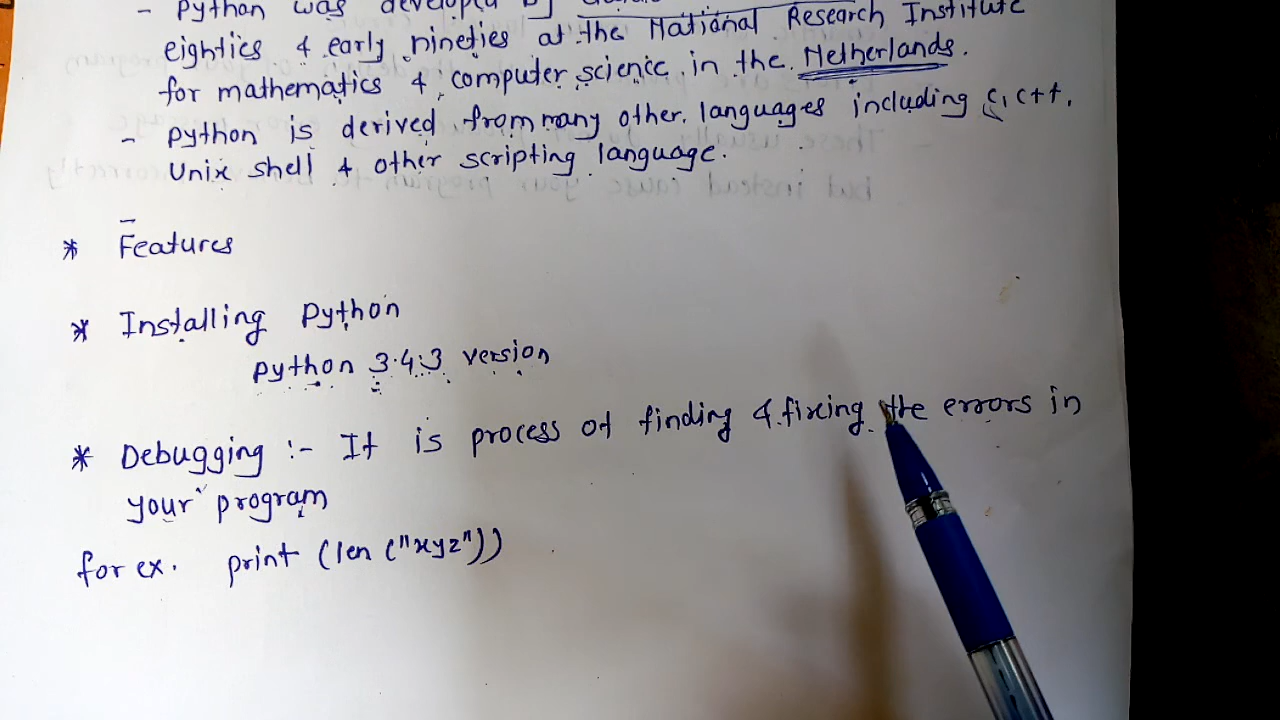 - Python was developed by
eighties & early nineties at the National Research Institute
for mathematics & computer science in the Netherlands.
- Python is derived from many other languages including C, C++,
Unix shell & other scripting language.
* Features
* Installing Python
Python 3.4.3 version
* Debugging :- It is process of finding & fixing the errors in
your program
for ex. print (len ("xyz"))